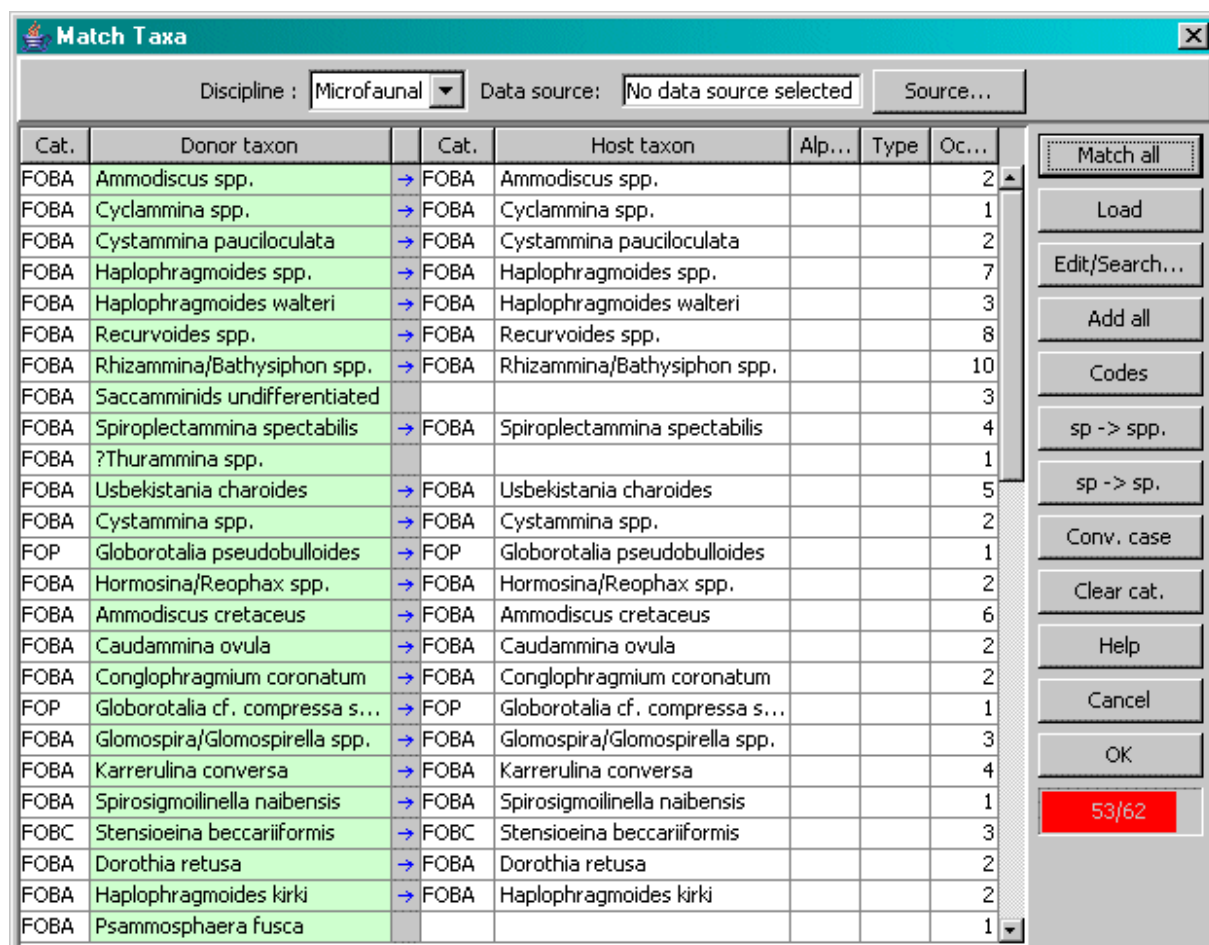 Match Taxa
Discipline : Microfaunal Data source: No data source selected Source...
Cat. Donor taxon Cat. Host taxon Alp... Type Oc...
FOBA Ammodiscus spp. → FOBA Ammodiscus spp. 2
FOBA Cyclammina spp. → FOBA Cyclammina spp. 1
FOBA Cystammina pauciloculata → FOBA Cystammina pauciloculata 2
FOBA Haplophragmoides spp. → FOBA Haplophragmoides spp. 7
FOBA Haplophragmoides walteri → FOBA Haplophragmoides walteri 3
FOBA Recurvoides spp. → FOBA Recurvoides spp. 8
FOBA Rhizammina/Bathysiphon spp. → FOBA Rhizammina/Bathysiphon spp. 10
FOBA Saccamminids undifferentiated 3
FOBA Spiroplectammina spectabilis → FOBA Spiroplectammina spectabilis 4
FOBA ?Thurammina spp. 1
FOBA Usbekistania charoides → FOBA Usbekistania charoides 5
FOBA Cystammina spp. → FOBA Cystammina spp. 2
FOP Globorotalia pseudobulloides → FOP Globorotalia pseudobulloides 1
FOBA Hormosina/Reophax spp. → FOBA Hormosina/Reophax spp. 2
FOBA Ammodiscus cretaceus → FOBA Ammodiscus cretaceus 6
FOBA Caudammina ovula → FOBA Caudammina ovula 2
FOBA Conglophragmium coronatum → FOBA Conglophragmium coronatum 2
FOP Globorotalia cf. compressa s... → FOP Globorotalia cf. compressa s... 1
FOBA Glomospira/Glomospirella spp. → FOBA Glomospira/Glomospirella spp. 3
FOBA Karrerulina conversa → FOBA Karrerulina conversa 4
FOBA Spirosigmoilinella naibensis → FOBA Spirosigmoilinella naibensis 1
FOBC Stensioeina beccariiformis → FOBC Stensioeina beccariiformis 3
FOBA Dorothia retusa → FOBA Dorothia retusa 2
FOBA Haplophragmoides kirki → FOBA Haplophragmoides kirki 2
FOBA Psammosphaera fusca 1
Match all
Load
Edit/Search...
Add all
Codes
sp -> spp.
sp -> sp.
Conv. case
Clear cat.
Help
Cancel
OK
53/62